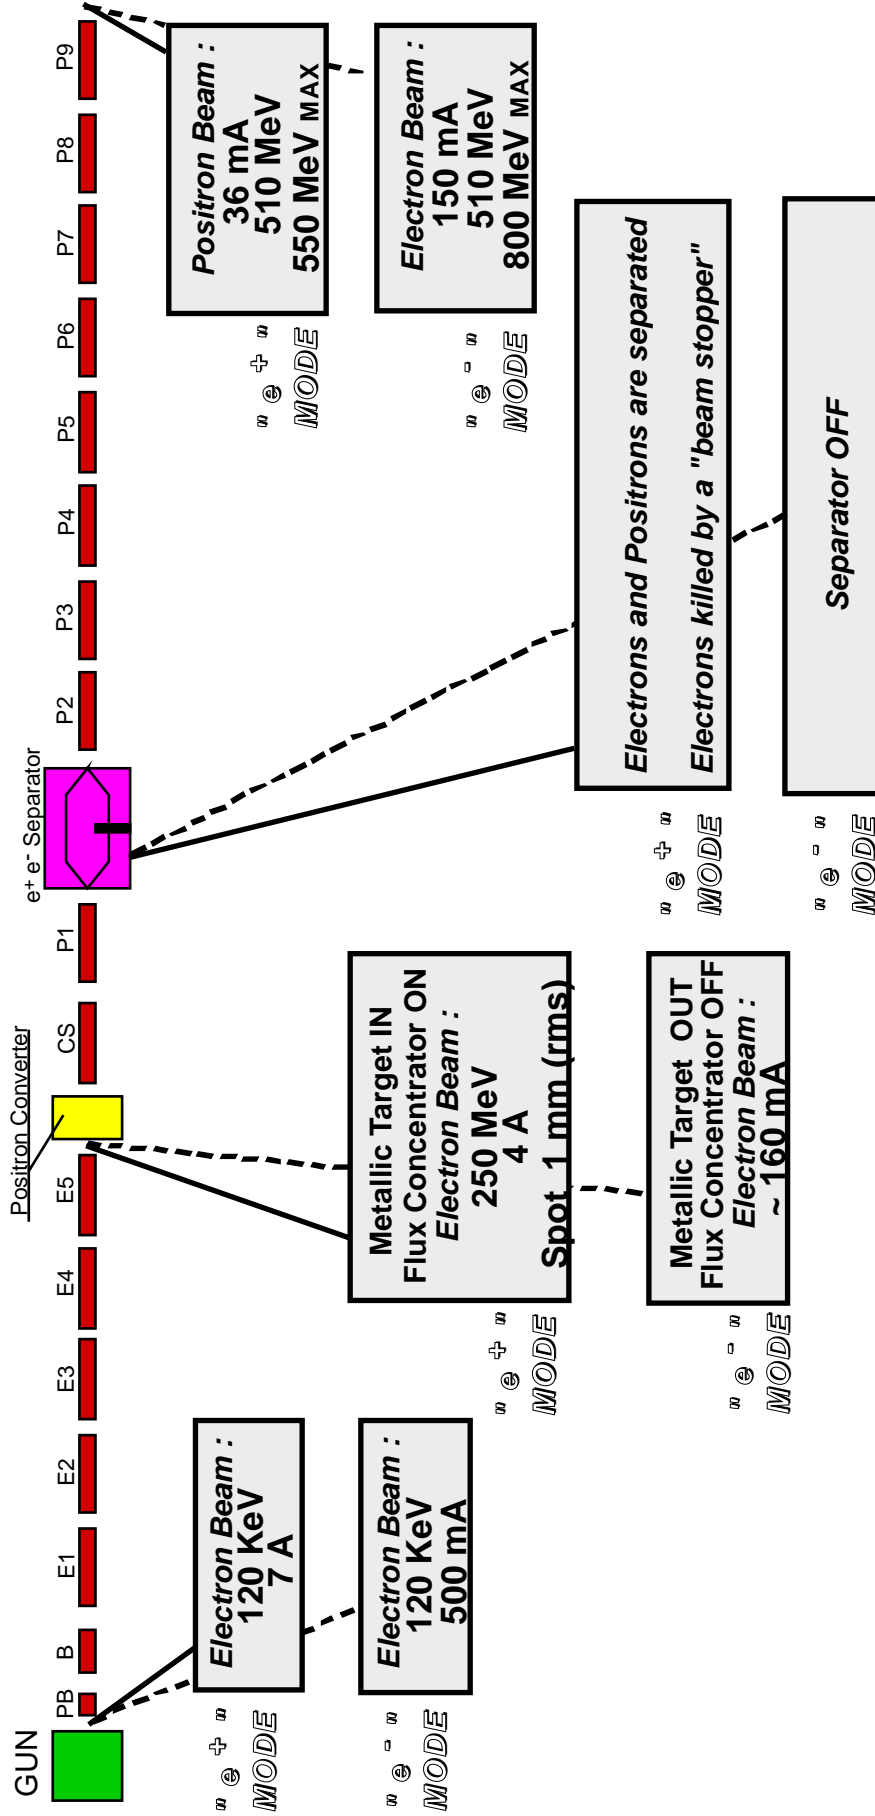 GUN
PB
B
E1
E2
E3
E4
E5
Positron Converter
CS
P1
e+ e- Separator
P2
P3
P4
P5
P6
P7
P8
P9
" e + "
MODE
Electron Beam :
120 KeV
7 A
" e - "
MODE
Electron Beam :
120 KeV
500 mA
" e + "
MODE
Metallic Target IN
Flux Concentrator ON
Electron Beam :
250 MeV
4 A
Spot 1 mm (rms)
" e - "
MODE
Metallic Target OUT
Flux Concentrator OFF
Electron Beam :
~ 160 mA
" e + "
MODE
Electrons and Positrons are separated
Electrons killed by a "beam stopper"
" e - "
MODE
Separator OFF
" e + "
MODE
Positron Beam :
36 mA
510 MeV
550 MeV MAX
" e - "
MODE
Electron Beam :
150 mA
510 MeV
800 MeV MAX